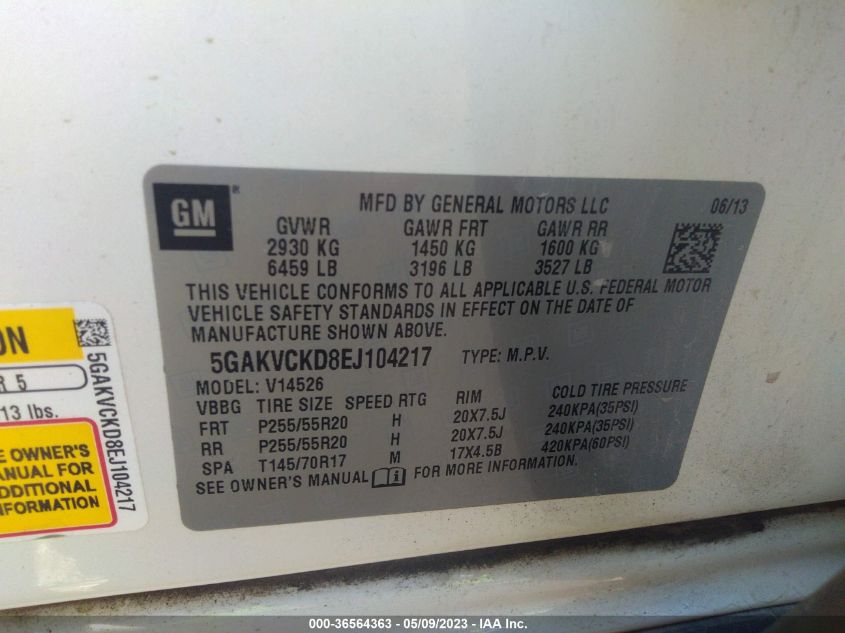 GM®
MFD BY GENERAL MOTORS LLC 06/13
GVWR GAWR FRT GAWR RR
2930 KG 1450 KG 1600 KG
6459 LB 3196 LB 3527 LB
THIS VEHICLE CONFORMS TO ALL APPLICABLE U.S. FEDERAL MOTOR
VEHICLE SAFETY STANDARDS IN EFFECT ON THE DATE OF
MANUFACTURE SHOWN ABOVE.
5GAKVCKD8EJ104217 TYPE: M.P.V.
MODEL: V14526
VBBG TIRE SIZE SPEED RTG RIM COLD TIRE PRESSURE
FRT P255/55R20 H 20X7.5J 240KPA(35PSI)
RR P255/55R20 H 20X7.5J 240KPA(35PSI)
SPA T145/70R17 M 17X4.5B 420KPA(60PSI)
SEE OWNER'S MANUAL i FOR MORE INFORMATION.
ON
R 5
13 lbs.
E OWNER'S
ANUAL FOR
ADDITIONAL
NFORMATION
5GAKVCKD8EJ104217
000-36564363 - 05/09/2023 - IAA Inc.